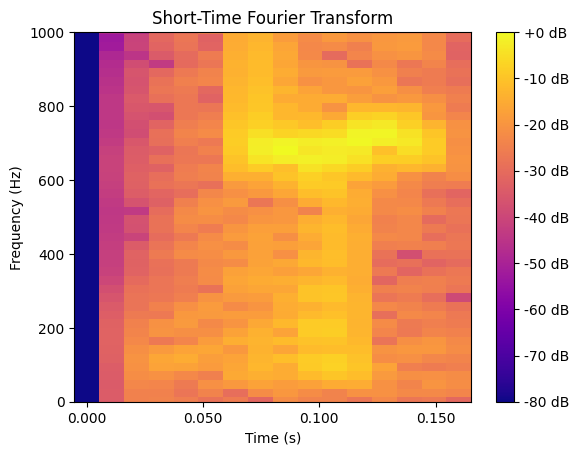 Short-Time Fourier Transform
1000
800
600
400
200
0
Frequency (Hz)
0.000
0.050
0.100
0.150
Time (s)
+0 dB
-10 dB
-20 dB
-30 dB
-40 dB
-50 dB
-60 dB
-70 dB
-80 dB